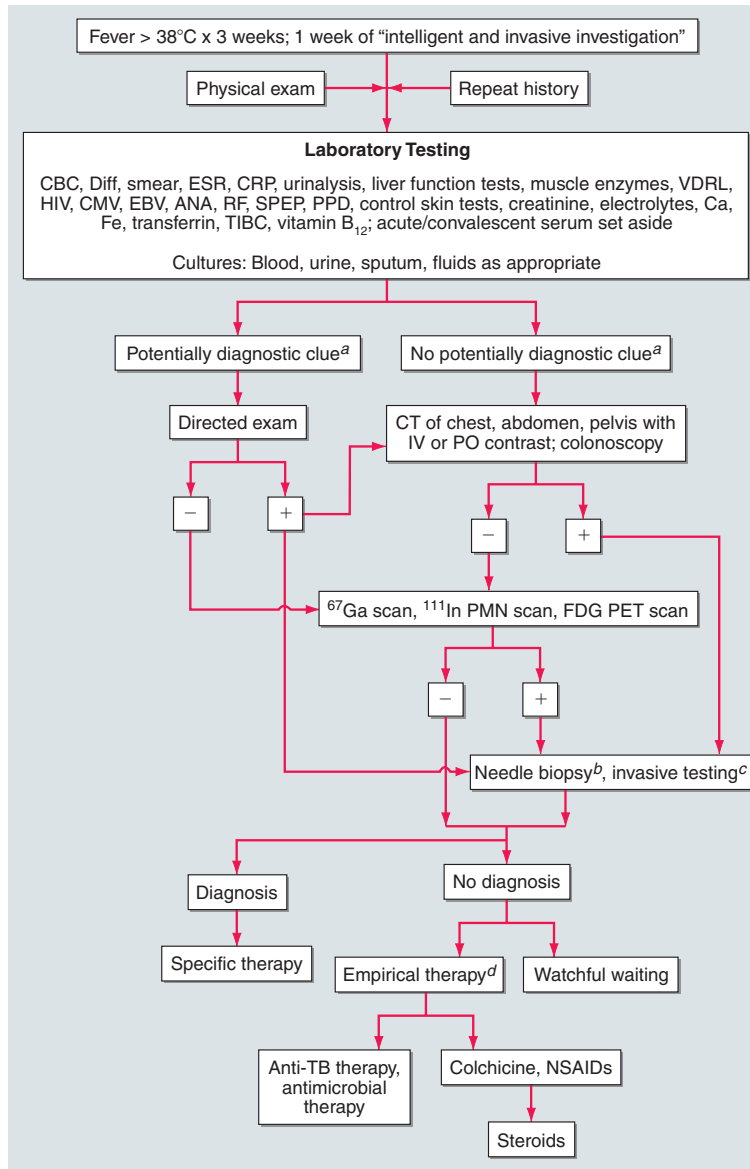 Fever > 38°C x 3 weeks; 1 week of “intelligent and invasive investigation”
Physical exam
Repeat history
Laboratory Testing
CBC, Diff, smear, ESR, CRP, urinalysis, liver function tests, muscle enzymes, VDRL,
HIV, CMV, EBV, ANA, RF, SPEP, PPD, control skin tests, creatinine, electrolytes, Ca,
Fe, transferrin, TIBC, vitamin B₁₂; acute/convalescent serum set aside
Cultures: Blood, urine, sputum, fluids as appropriate
Potentially diagnostic clueᵃ
No potentially diagnostic clueᵃ
Directed exam
CT of chest, abdomen, pelvis with
IV or PO contrast; colonoscopy
−
+
−
+
⁶⁷Ga scan, ¹¹¹In PMN scan, FDG PET scan
−
+
Needle biopsyᵇ, invasive testingᶜ
Diagnosis
No diagnosis
Specific therapy
Empirical therapyᵈ
Watchful waiting
Anti-TB therapy,
antimicrobial
therapy
Colchicine, NSAIDs
Steroids